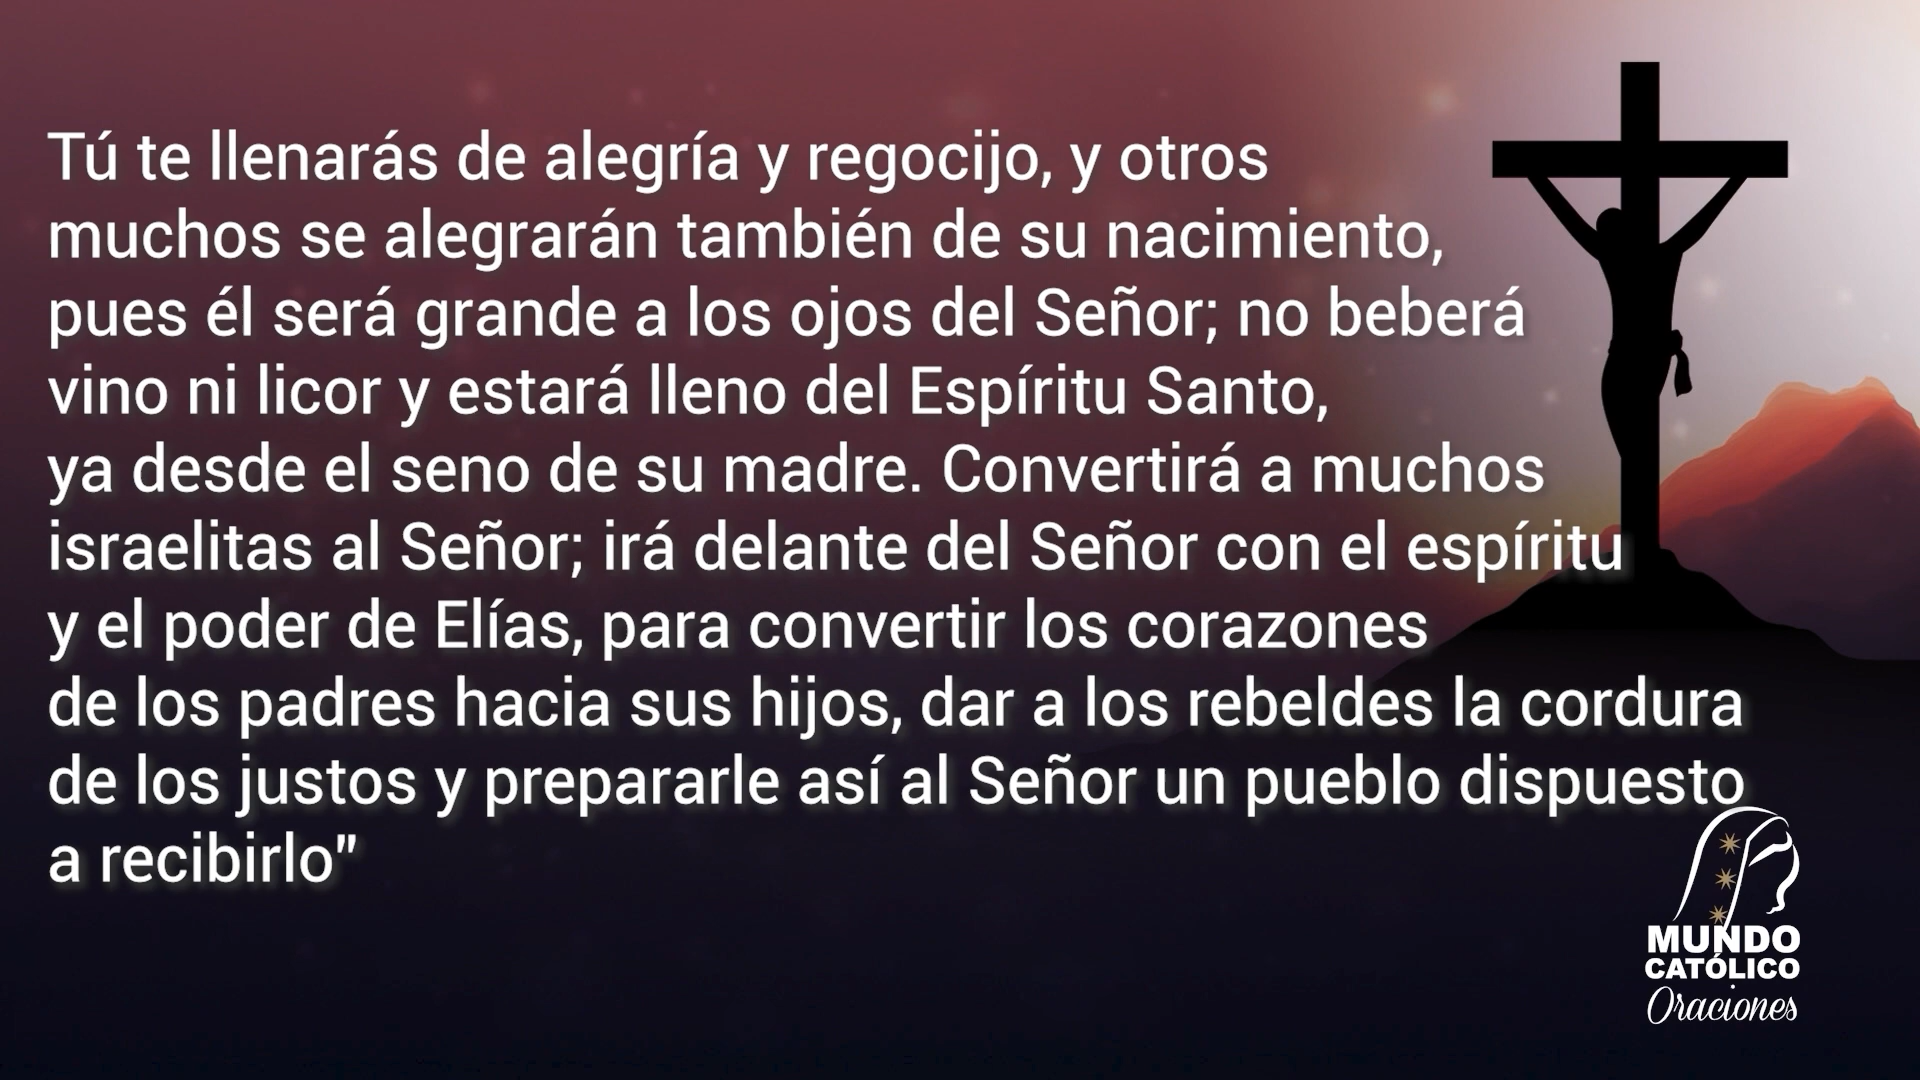 Tú te llenarás de alegría y regocijo, y otros
muchos se alegrarán también de su nacimiento,
pues él será grande a los ojos del Señor; no beberá
vino ni licor y estará lleno del Espíritu Santo,
ya desde el seno de su madre. Convertirá a muchos
israelitas al Señor; irá delante del Señor con el espíritu
y el poder de Elías, para convertir los corazones
de los padres hacia sus hijos, dar a los rebeldes la cordura
de los justos y prepararle así al Señor un pueblo dispuesto
a recibirlo"
MUNDO
CATÓLICO
Oraciones